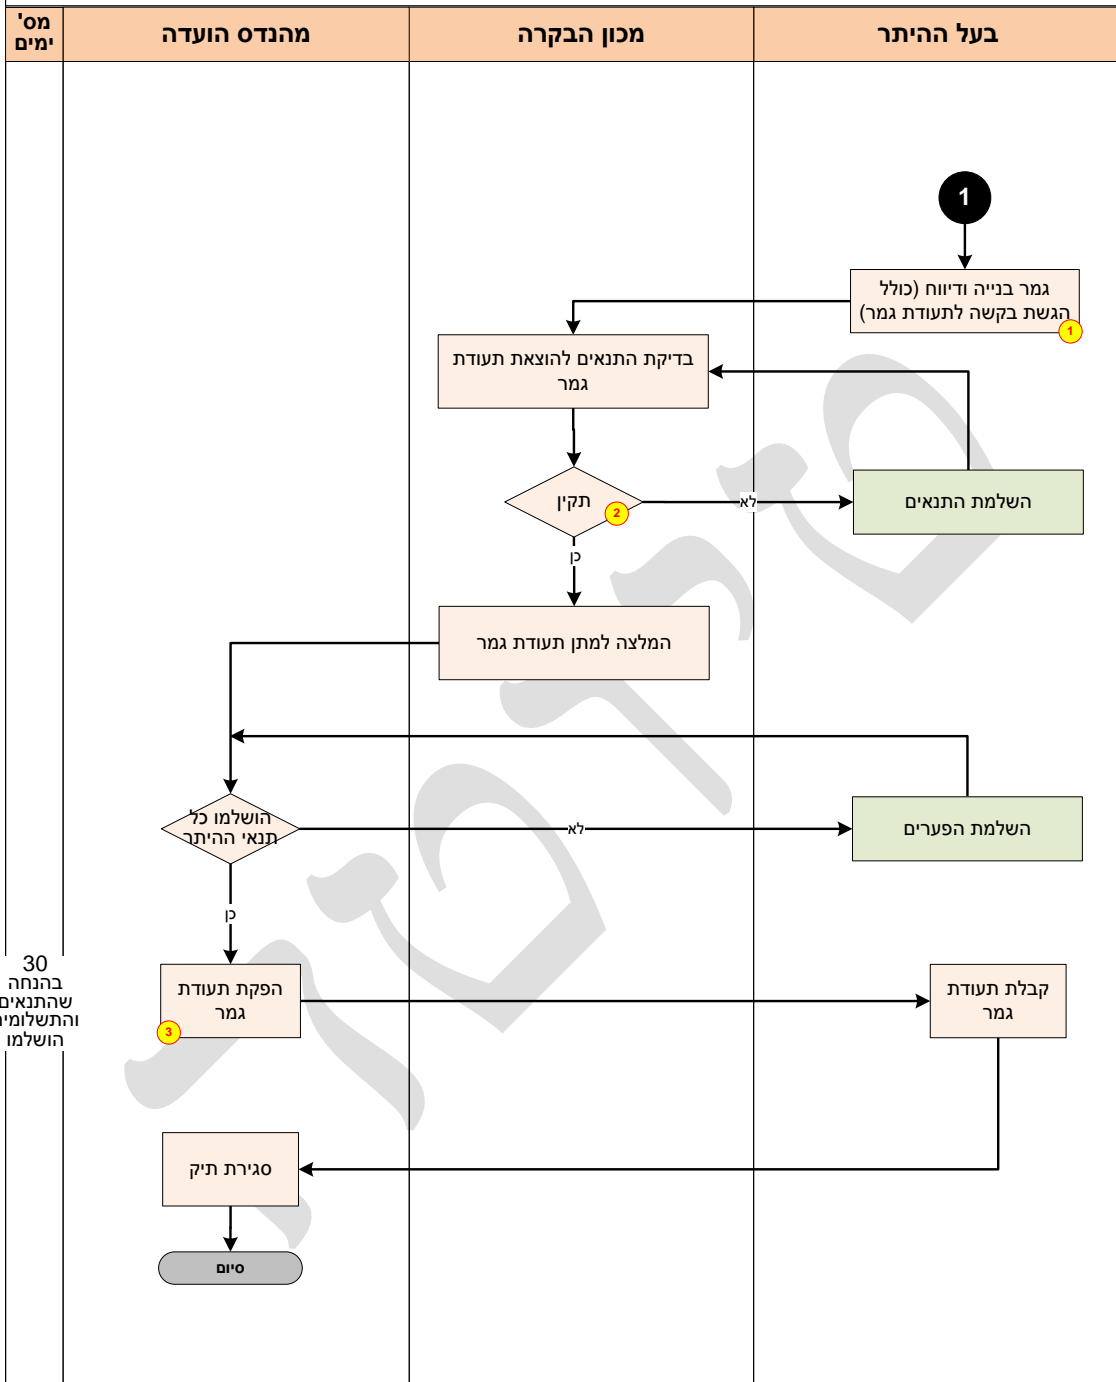 בעל ההיתר
מכון הבקרה
מהנדס הועדה
מס'
ימים
1
גמר בנייה ודיווח (כולל
הגשת בקשה לתעודת גמר)
1
בדיקת התנאים להוצאת תעודת
גמר
תקין
2
לא
השלמת התנאים
כן
המלצה למתן תעודת גמר
הושלמו כל
תנאי ההיתר
לא
השלמת הפערים
כן
הפקת תעודת
גמר
3
קבלת תעודת
גמר
30
בהנחה
שהתנאים
והתשלומים
הושלמו
סגירת תיק
סיום